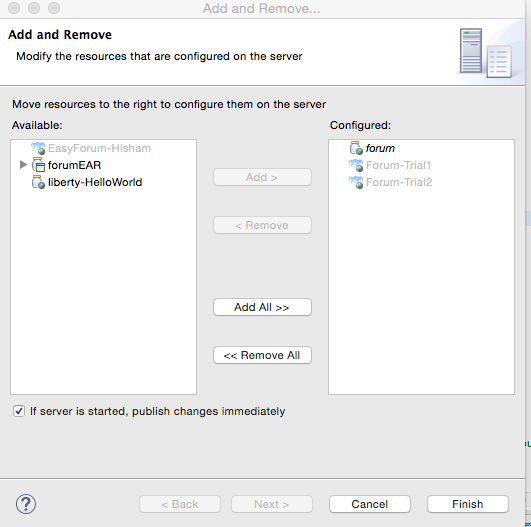 Add and Remove...
Add and Remove
Modify the resources that are configured on the server
Move resources to the right to configure them on the server
Available:
Configured:
EasyForum-Hisham
forumEAR
liberty-HelloWorld
Add >
< Remove
Add All >>
<< Remove All
forum
Forum-Trial1
Forum-Trial2
If server is started, publish changes immediately
?
< Back
Next >
Cancel
Finish